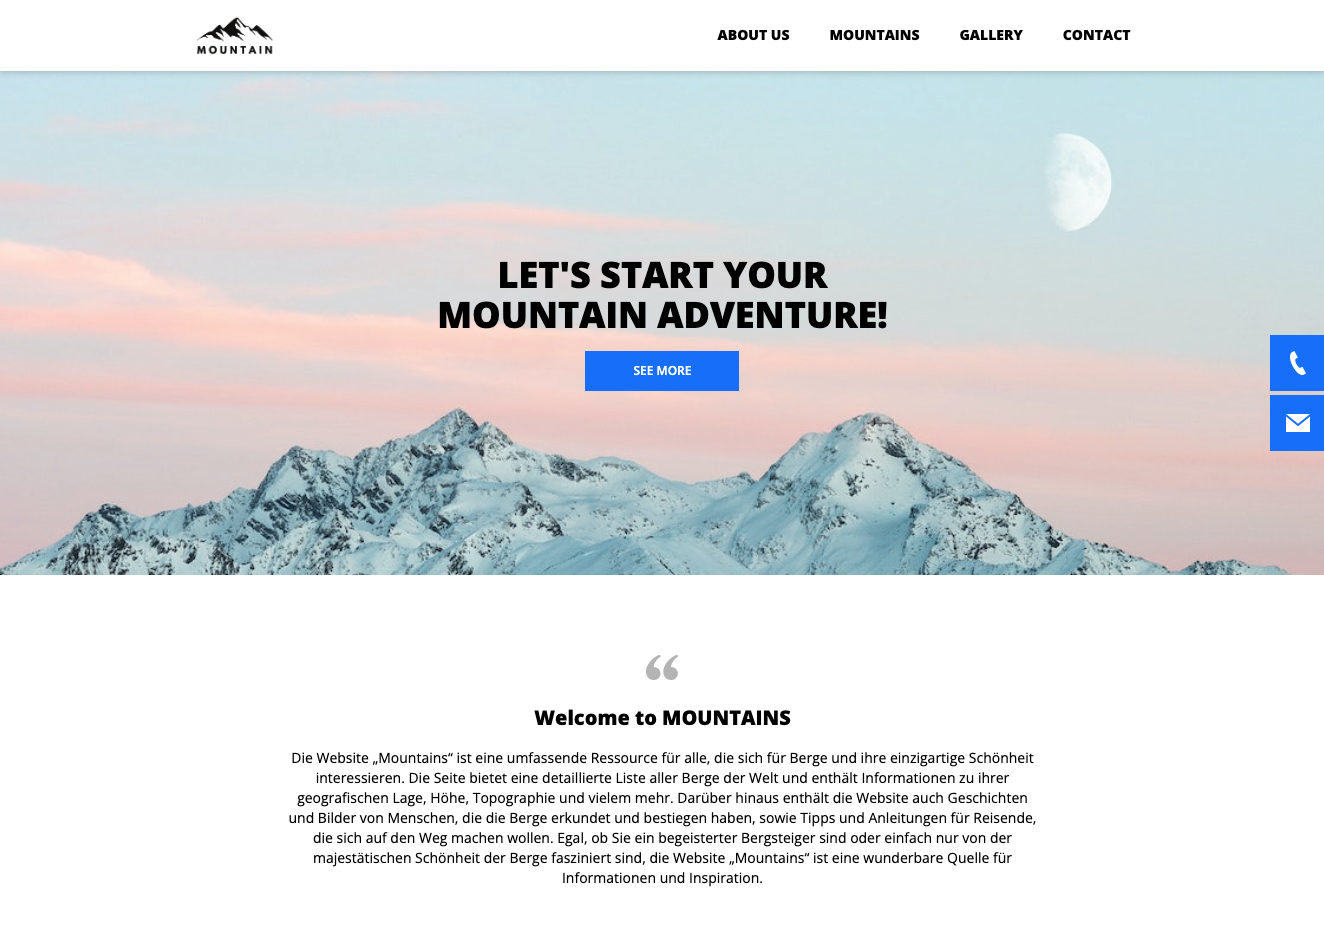 MOUNTAIN
ABOUT US MOUNTAINS GALLERY CONTACT
LET'S START YOUR
MOUNTAIN ADVENTURE!
SEE MORE
Welcome to MOUNTAINS
Die Website „Mountains“ ist eine umfassende Ressource für alle, die sich für Berge und ihre einzigartige Schönheit
interessieren. Die Seite bietet eine detaillierte Liste aller Berge der Welt und enthält Informationen zu ihrer
geografischen Lage, Höhe, Topographie und vielem mehr. Darüber hinaus enthält die Website auch Geschichten
und Bilder von Menschen, die die Berge erkundet und bestiegen haben, sowie Tipps und Anleitungen für Reisende,
die sich auf den Weg machen wollen. Egal, ob Sie ein begeisterter Bergsteiger sind oder einfach nur von der
majestätischen Schönheit der Berge fasziniert sind, die Website „Mountains“ ist eine wunderbare Quelle für
Informationen und Inspiration.